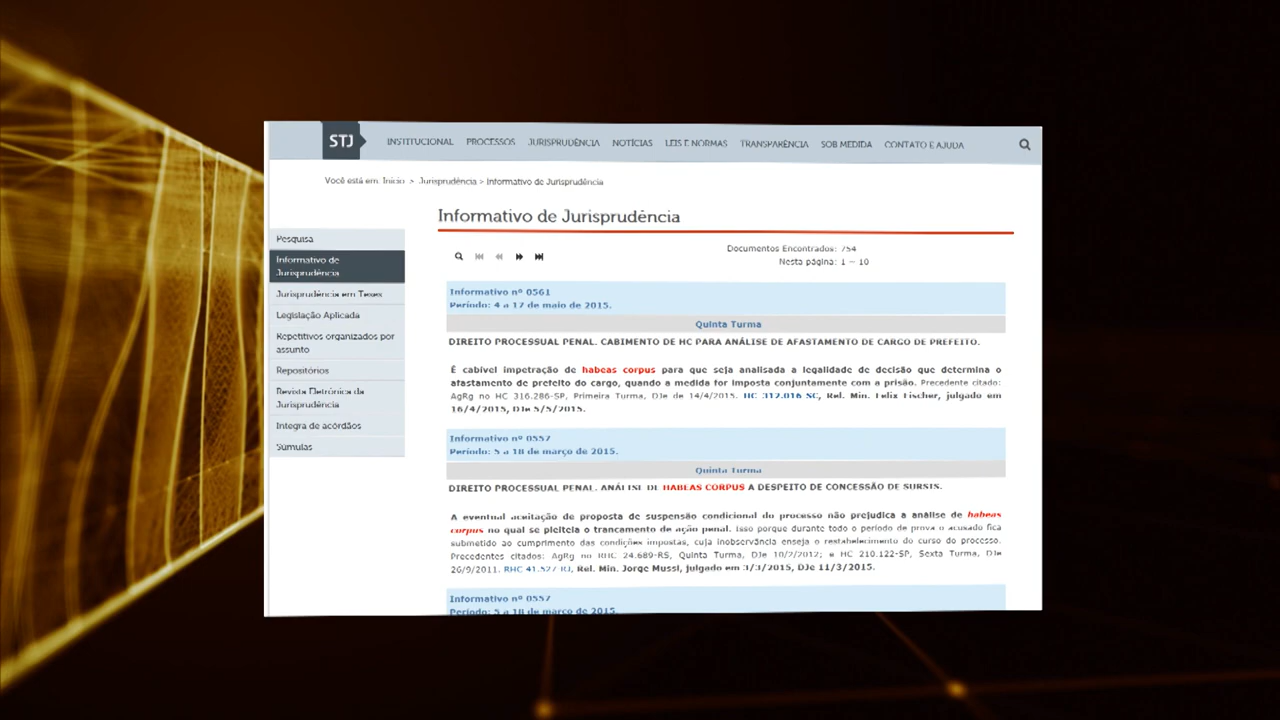 STJ INSTITUCIONAL PROCESSOS JURISPRUDÊNCIA NOTÍCIAS LEIS E NORMAS TRANSPARÊNCIA SOB MEDIDA CONTATO E AJUDA
Você está em: Início > Jurisprudência > Informativo de Jurisprudência
Informativo de Jurisprudência
Pesquisa
Informativo de
Jurisprudência
Jurisprudência em Teses
Legislação Aplicada
Repetitivos organizados por
assunto
Repositórios
Revista Eletrônica da
Jurisprudência
Íntegra de acórdãos
Súmulas
Documentos Encontrados: 754
Nesta página: 1 - 10
Informativo nº 0561
Período: 4 a 17 de maio de 2015.
Quinta Turma
DIREITO PROCESSUAL PENAL. CABIMENTO DE HC PARA ANÁLISE DE AFASTAMENTO DE CARGO DE PREFEITO.
É cabível impetração de habeas corpus para que seja analisada a legalidade de decisão que determina o
afastamento de prefeito do cargo, quando a medida for imposta conjuntamente com a prisão. Precedente citado:
AgRg no HC 316.286-SP, Primeira Turma, DJe de 14/4/2015. HC 312.016-SC, Rel. Min. Felix Fischer, julgado em
16/4/2015, DJe 5/5/2015.
Informativo nº 0557
Período: 5 a 18 de março de 2015.
Quinta Turma
DIREITO PROCESSUAL PENAL. ANÁLISE DE HABEAS CORPUS A DESPEITO DE CONCESSÃO DE SURSIS.
A eventual aceitação de proposta de suspensão condicional do processo não prejudica a análise de habeas
corpus no qual se pleiteia o trancamento de ação penal. Isso porque durante todo o período de prova o acusado fica
submetido ao cumprimento das condições impostas, cuja inobservância enseja o restabelecimento do curso do processo.
Precedentes citados: AgRg no RHC 24.689-RS, Quinta Turma, DJe 10/2/2012; e HC 210.122-SP, Sexta Turma, DJe
26/9/2011. RHC 41.527-RJ, Rel. Min. Jorge Mussi, julgado em 3/3/2015, DJe 11/3/2015.
Informativo nº 0557
Período: 5 a 18 de março de 2015.